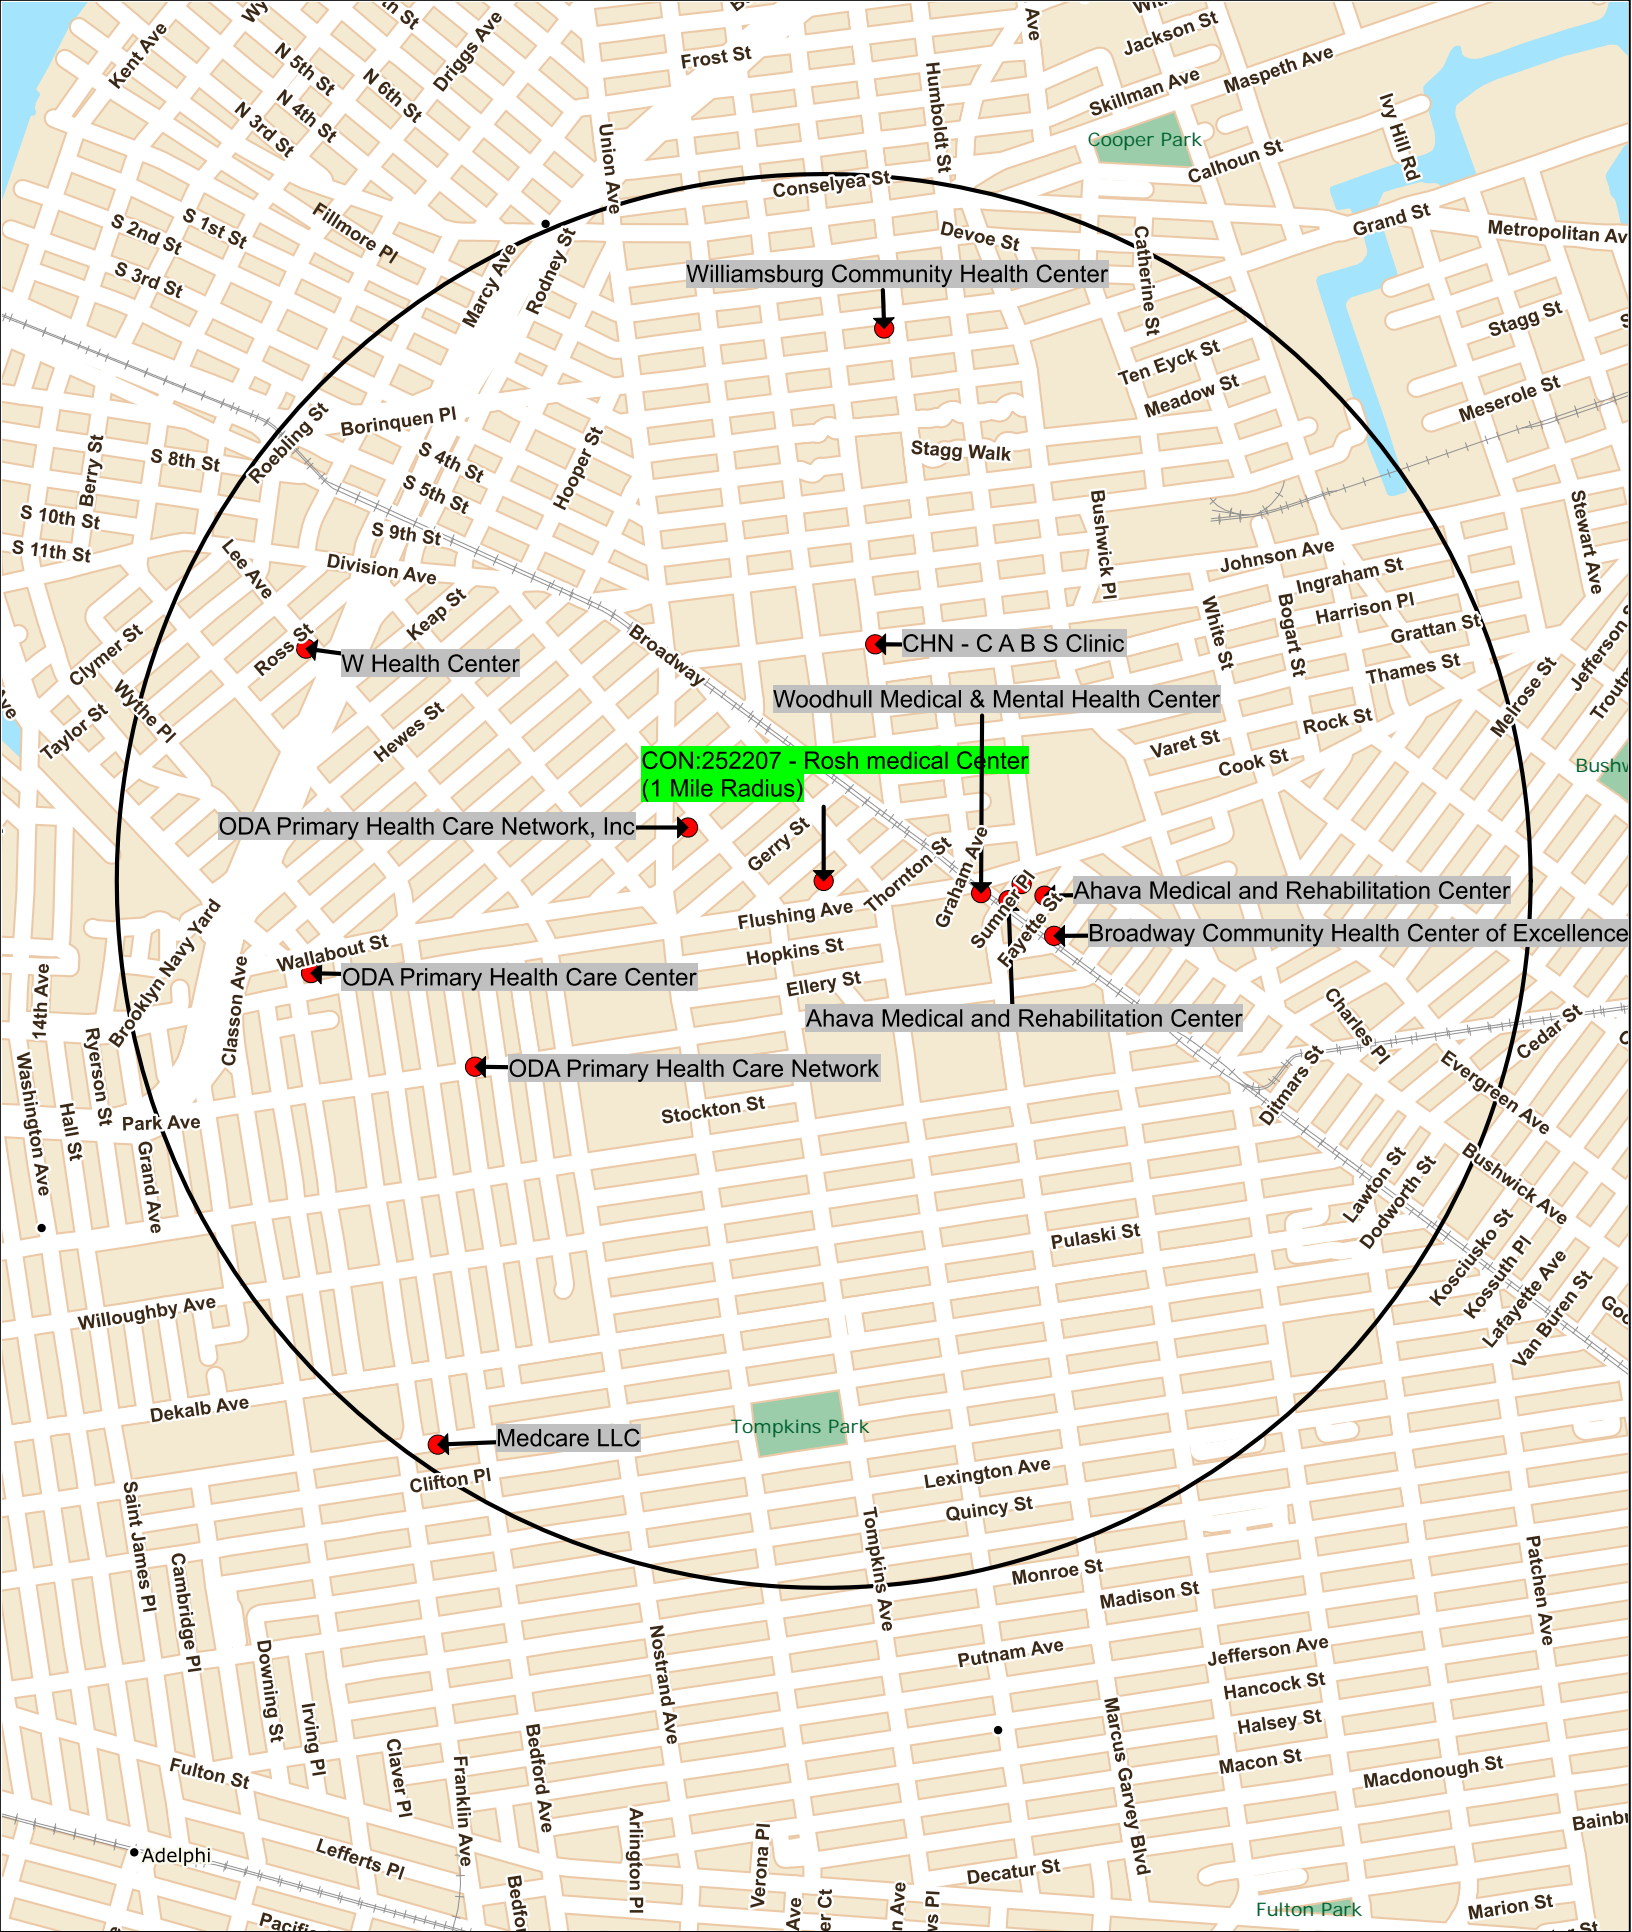 Kent Ave
N 5th St
N 6th St
Driggs Ave
N 4th St
N 3rd St
Union Ave
Frost St
Humboldt St
Ave
Jackson St
Skillman Ave
Maspeth Ave
Cooper Park
Calhoun St
Ivy Hill Rd
Grand St
Metropolitan Av
Conselyea St
Devoe St
Catherine St
S 1st St
S 2nd St
S 3rd St
Fillmore Pl
Marcy Ave
Rodney St
Williamsburg Community Health Center
Stagg St
Ten Eyck St
Meadow St
Meserole St
Borinquen Pl
Roebling St
Berry St
S 8th St
S 4th St
S 5th St
Hooper St
Stagg Walk
S 10th St
S 11th St
S 9th St
Division Ave
Lee Ave
Keap St
Bushwick Pl
Johnson Ave
Ingraham St
Harrison Pl
Grattan St
Thames St
Stewart Ave
White St
Bogart St
Clymer St
Ross St
W Health Center
Broadway
CHN - C A B S Clinic
Jefferson S
Melrose St
Wythe Pl
Taylor St
Hewes St
Woodhull Medical & Mental Health Center
Rock St
Varet St
Cook St
Bushw
CON:252207 - Rosh medical Center
(1 Mile Radius)
ODA Primary Health Care Network, Inc
Gerry St
Thornton St
Graham Ave
Sumner Pl
Fayette St
Ahava Medical and Rehabilitation Center
Broadway Community Health Center of Excellence
Flushing Ave
Hopkins St
Ellery St
Brooklyn Navy Yard
Wallabout St
ODA Primary Health Care Center
Classon Ave
14th Ave
Ahava Medical and Rehabilitation Center
Charles Pl
Cedar St
Evergreen Ave
Ditmars St
ODA Primary Health Care Network
Stockton St
Washington Ave
Ryerson St
Hall St
Park Ave
Grand Ave
Lawton St
Dodworth St
Bushwick Ave
Pulaski St
Kosciusko St
Kossuth Pl
Lafayette Ave
Van Buren St
Willoughby Ave
Dekalb Ave
Medcare LLC
Tompkins Park
Clifton Pl
Lexington Ave
Quincy St
Tompkins Ave
Saint James Pl
Cambridge Pl
Monroe St
Madison St
Patchen Ave
Putnam Ave
Jefferson Ave
Hancock St
Halsey St
Macon St
Macdonough St
Nostrand Ave
Downing St
Irving Pl
Marcus Garvey Blvd
Fulton St
Claver Pl
Franklin Ave
Bedford Ave
Arlington Pl
Verona Pl
Adelphi
Lefferts Pl
Decatur St
Bainbr
Marion St
Fulton Park
Bedfor
Pacific
Ave
er Ct
n Ave
ws Pl